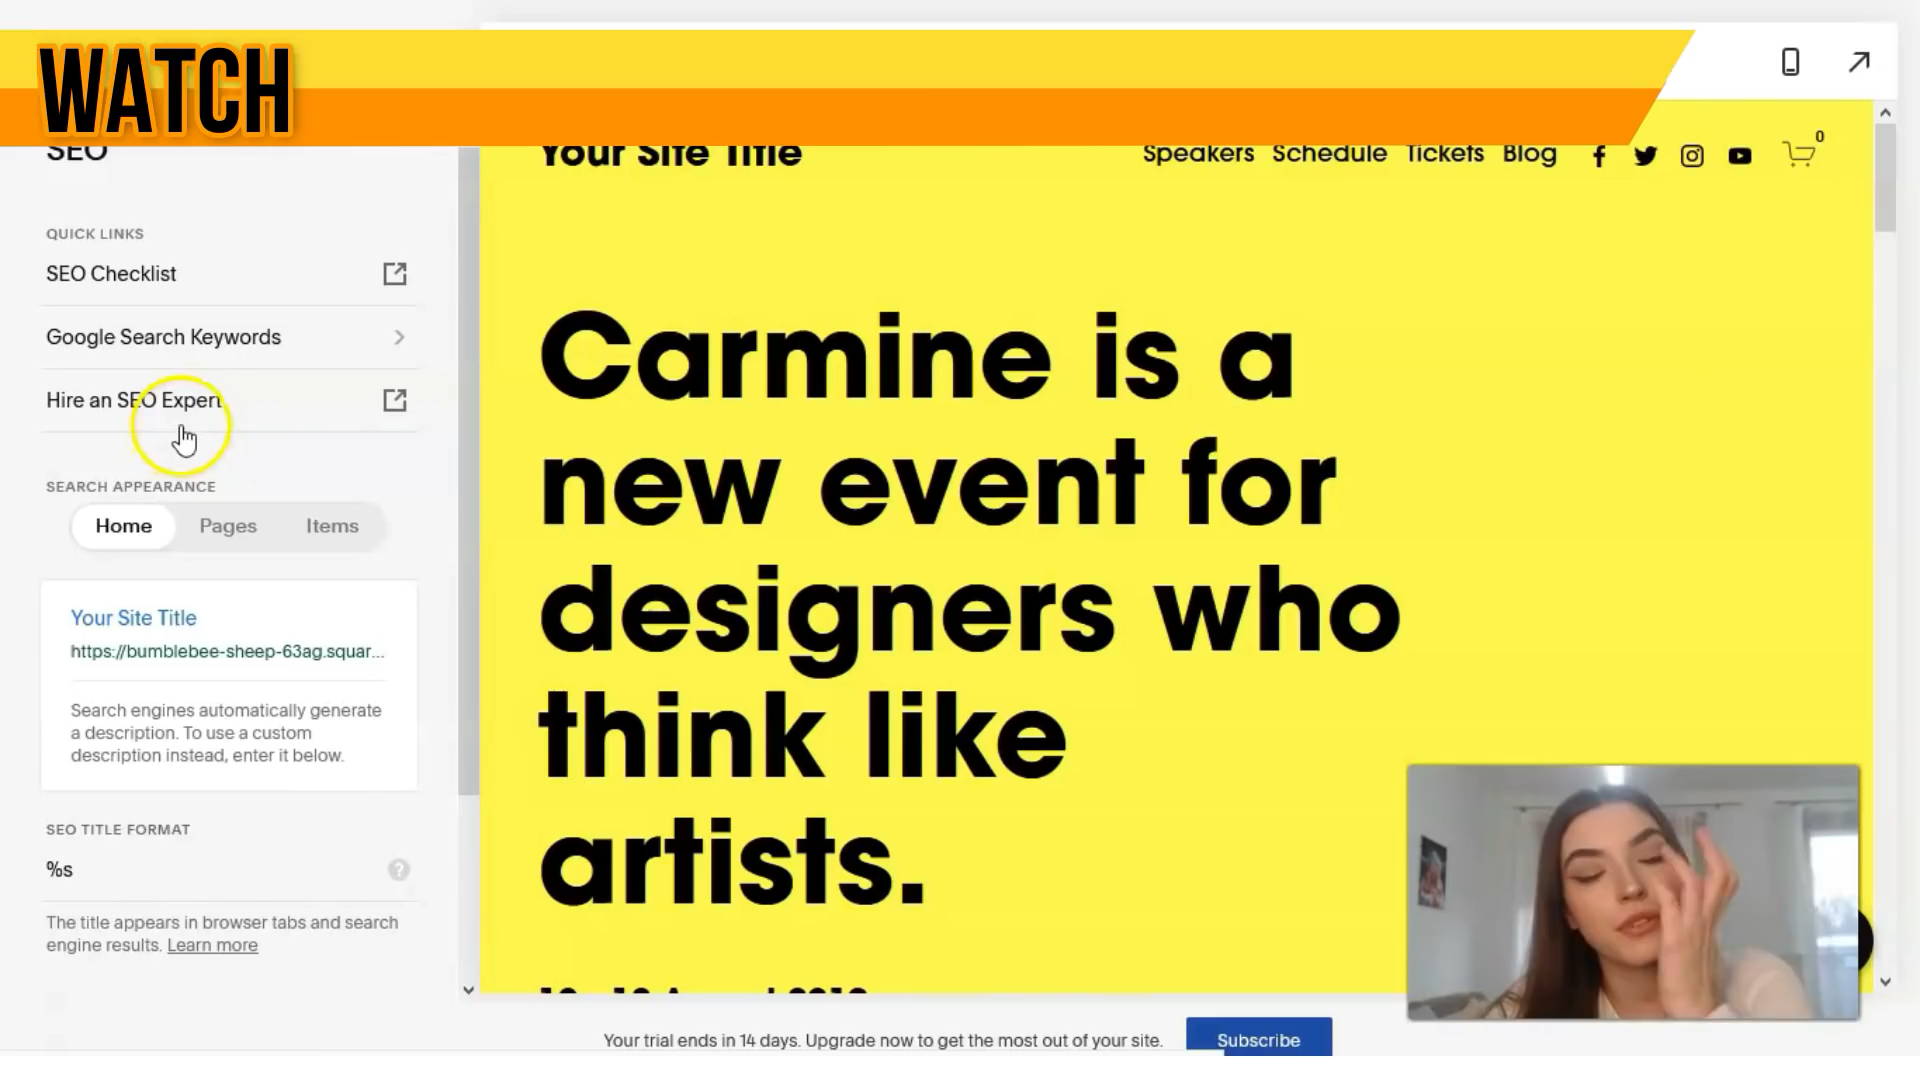 WATCH
SEO
Your Site Title
Speakers Schedule Tickets Blog
0
QUICK LINKS
SEO Checklist
Google Search Keywords
Hire an SEO Expert
SEARCH APPEARANCE
Home Pages Items
Your Site Title
https://bumblebee-sheep-63ag.squar...
Search engines automatically generate
a description. To use a custom
description instead, enter it below.
SEO TITLE FORMAT
%s
The title appears in browser tabs and search
engine results. Learn more
Carmine is a
new event for
designers who
think like
artists.
Your trial ends in 14 days. Upgrade now to get the most out of your site.
Subscribe